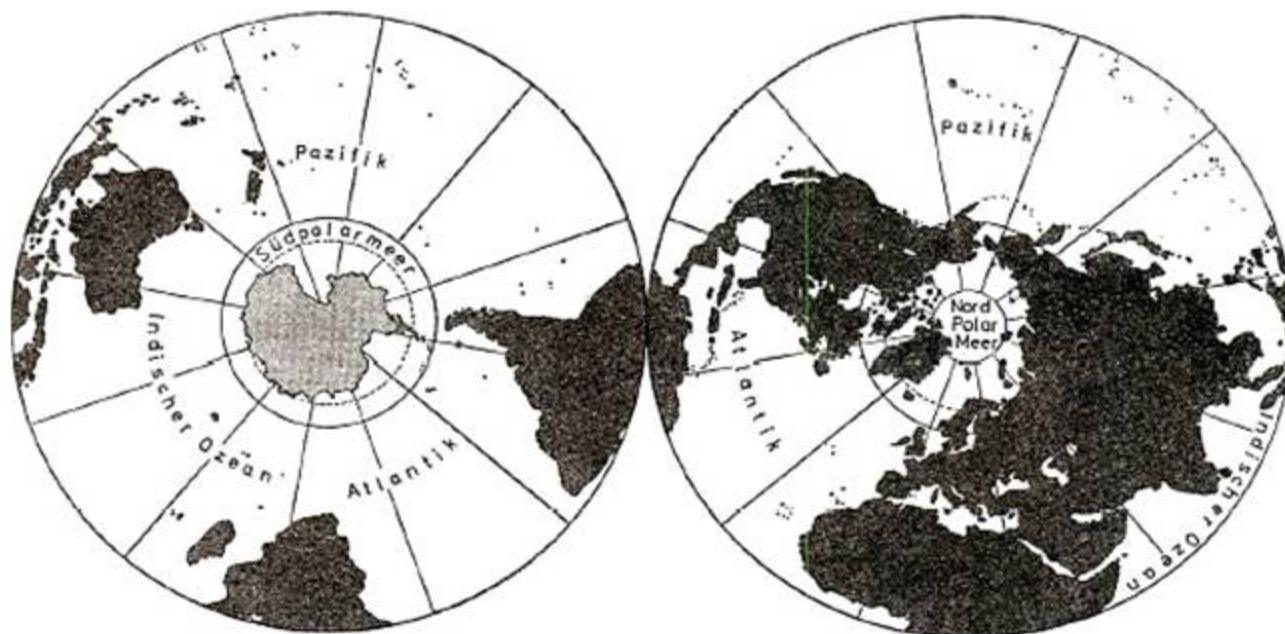 Pazifik
Südpolarmeer
Indischer Ozean
Atlantik
Pazifik
Nord
Polar
Meer
Atlantik
Indischer Ozean